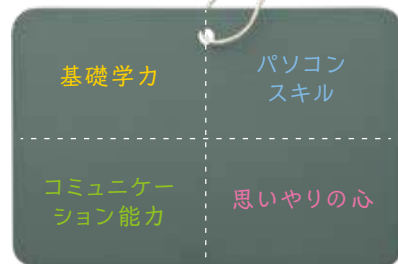 基礎学力
パソコン
スキル
コミュニケー
ション能力
思いやりの心